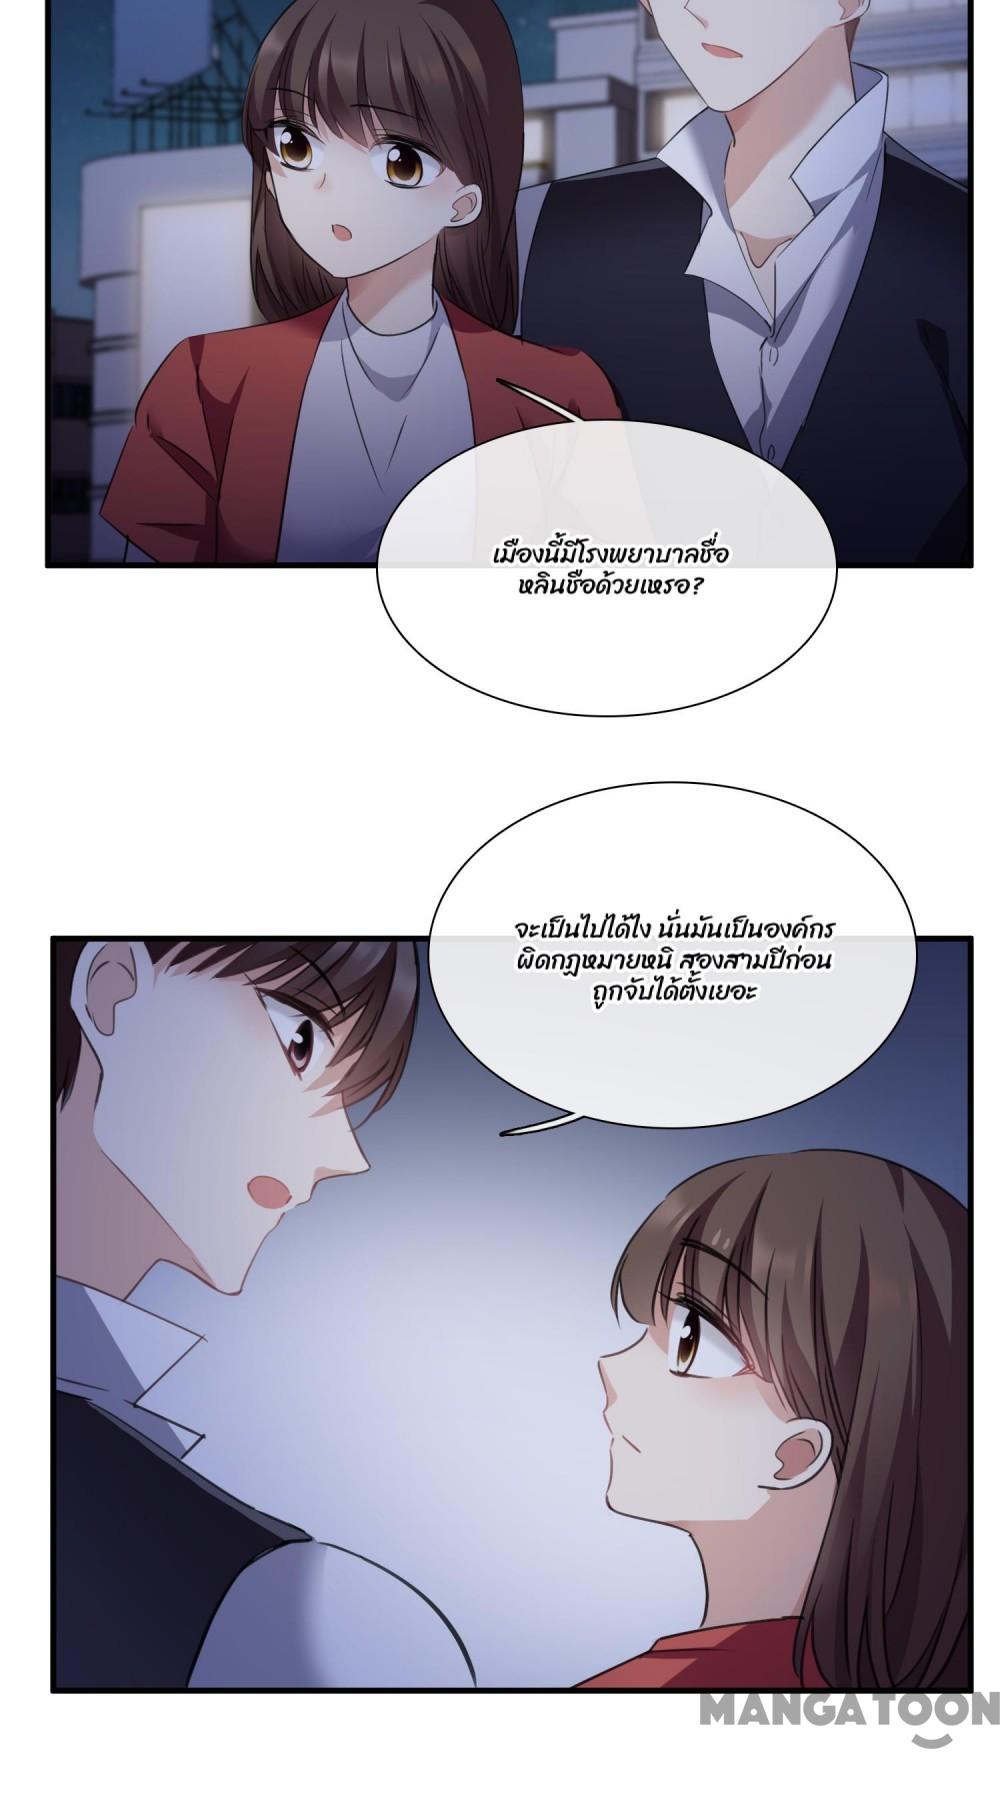 เมืองนี้มีโรงพยาบาลชื่อ
หลินซือด้วยเหรอ?
จะเป็นไปได้ไง นั่นมันเป็นองค์กร
ผิดกฎหมายหนิ สองสามปีก่อน
ถูกจับได้ตั้งเยอะ
MANGATOON